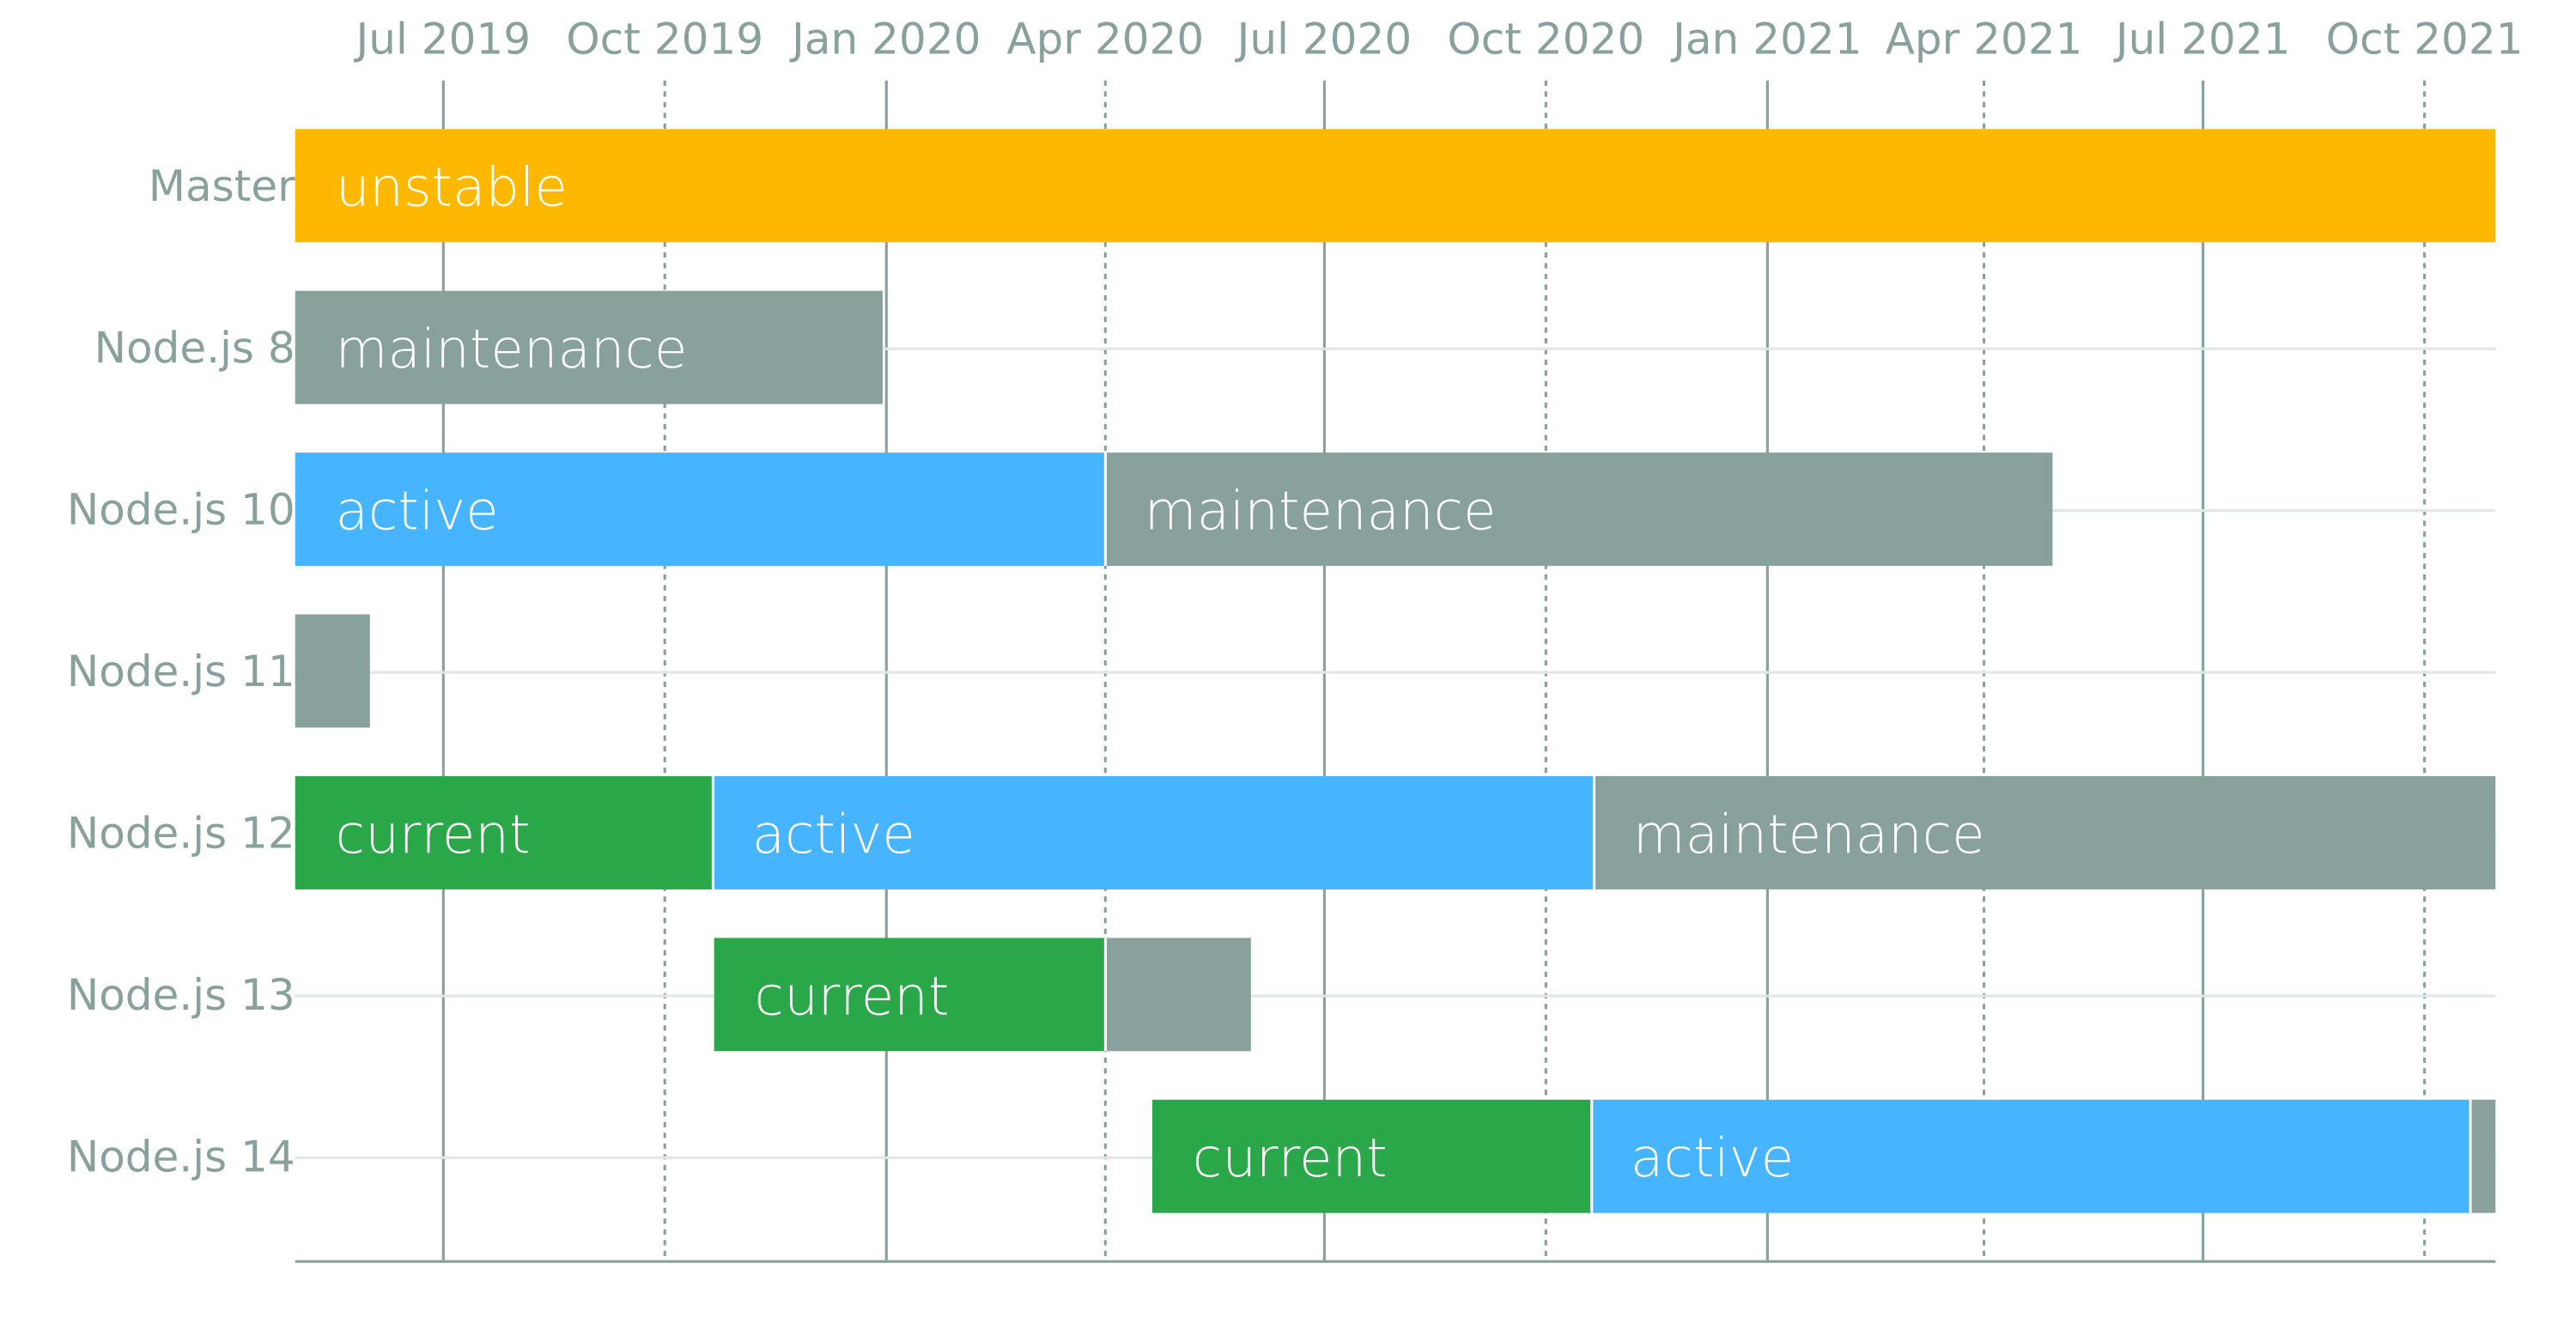 Jul 2019 Oct 2019 Jan 2020 Apr 2020 Jul 2020 Oct 2020 Jan 2021 Apr 2021 Jul 2021 Oct 2021
Master unstable
Node.js 8 maintenance
Node.js 10 active maintenance
Node.js 11
Node.js 12 current active maintenance
Node.js 13 current
Node.js 14 current active